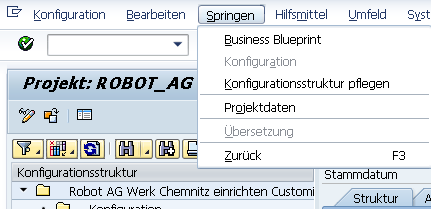 Konfiguration Bearbeiten Springen Hilfsmittel Umfeld
Business Blueprint
Konfiguration
Konfigurationsstruktur pflegen
Projekt: ROBOT_AG
Projektdaten
Übersetzung
Zurück F3
Konfigurationsstruktur
Stammdatum
Robot AG Werk Chemnitz einrichten Customi
Struktur
Konfiguration